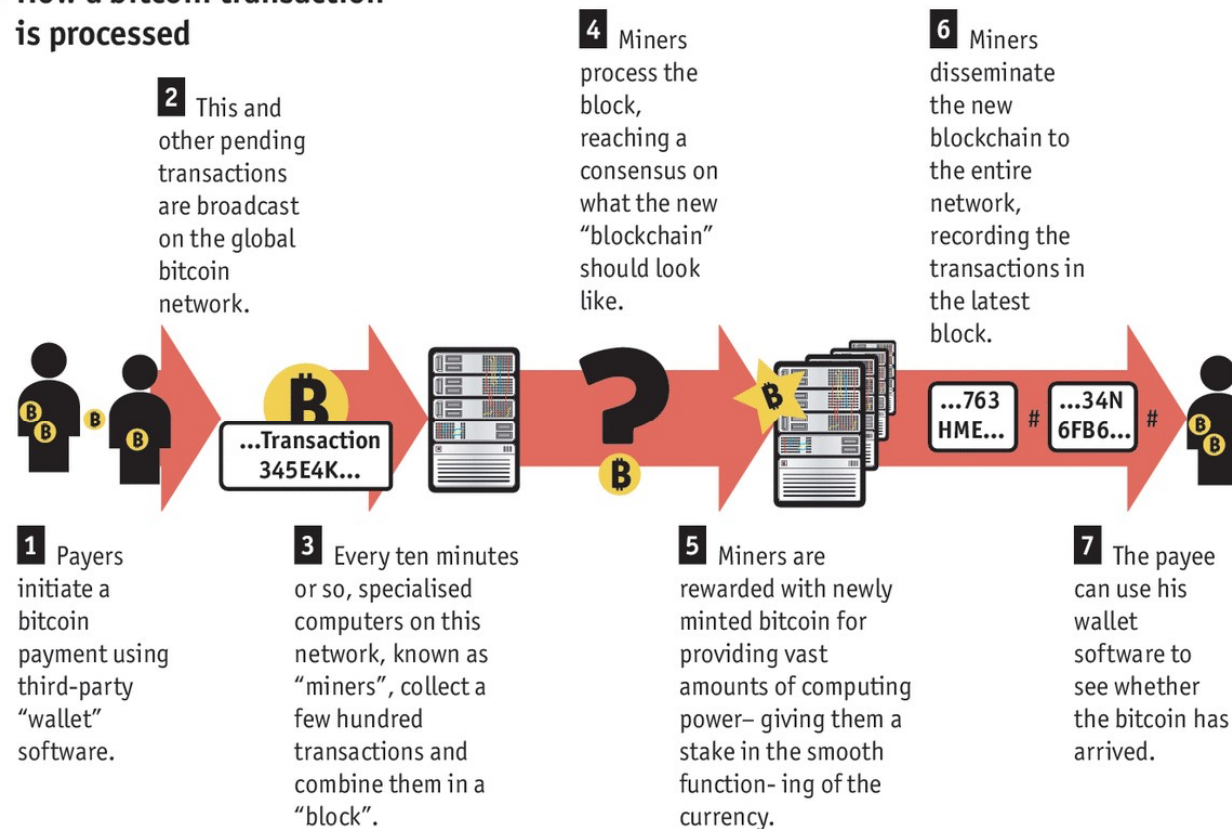 how a bitcoin transaction
is processed
1 Payers
initiate a
bitcoin
payment using
third-party
“wallet”
software.
2 This and
other pending
transactions
are broadcast
on the global
bitcoin
network.
3 Every ten minutes
or so, specialised
computers on this
network, known as
“miners”, collect a
few hundred
transactions and
combine them in a
“block”.
4 Miners
process the
block,
reaching a
consensus on
what the new
“blockchain”
should look
like.
5 Miners are
rewarded with newly
minted bitcoin for
providing vast
amounts of computing
power– giving them a
stake in the smooth
function- ing of the
currency.
6 Miners
disseminate
the new
blockchain to
the entire
network,
recording the
transactions in
the latest
block.
7 The payee
can use his
wallet
software to
see whether
the bitcoin has
arrived.
B
B
B
B
B
...Transaction
345E4K...
?
B
B
...763
HME...
#
...34N
6FB6...
#
B
B